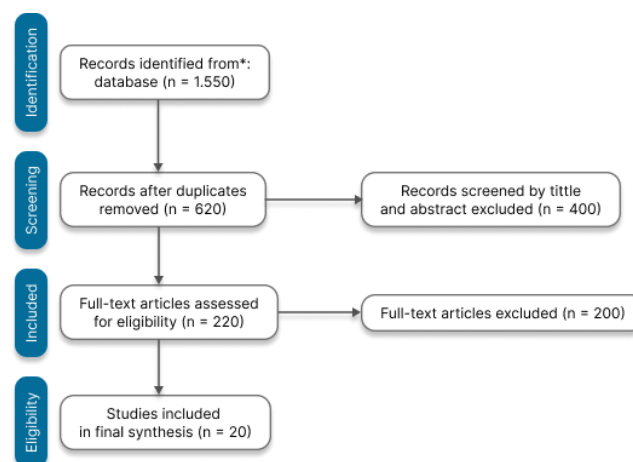 Identification
Records identified from*:
database (n = 1.550)
Screening
Records after duplicates
removed (n = 620)
Records screened by tittle
and abstract excluded (n = 400)
Included
Full-text articles assessed
for eligibility (n = 220)
Full-text articles excluded (n = 200)
Eligibility
Studies included
in final synthesis (n = 20)